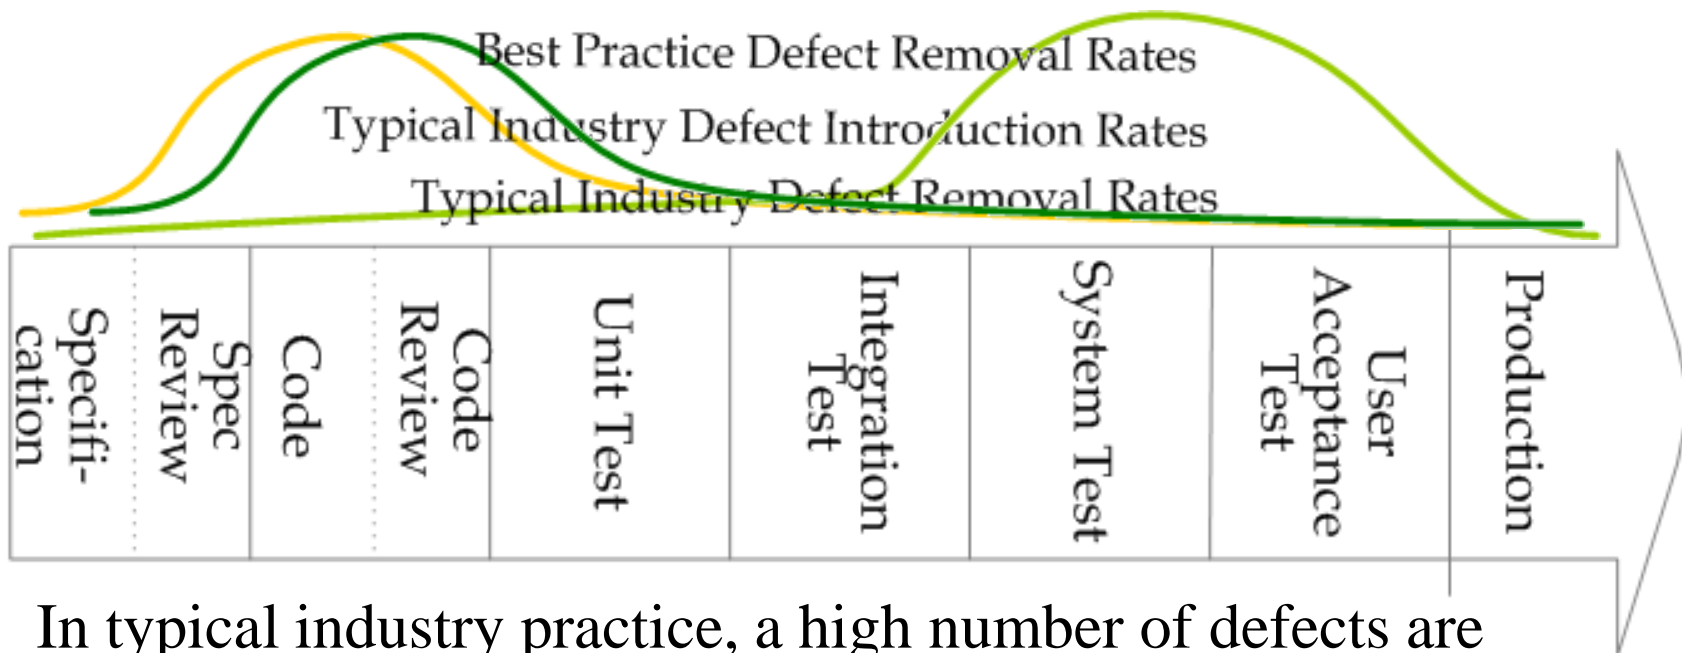 Best Practice Defect Removal Rates
Typical Industry Defect Introduction Rates
Typical Industry Defect Removal Rates
Specifi-
cation
Spec
Review
Code
Code
Review
Unit Test
Integration
Test
System Test
User
Acceptance
Test
Production
In typical industry practice, a high number of defects are